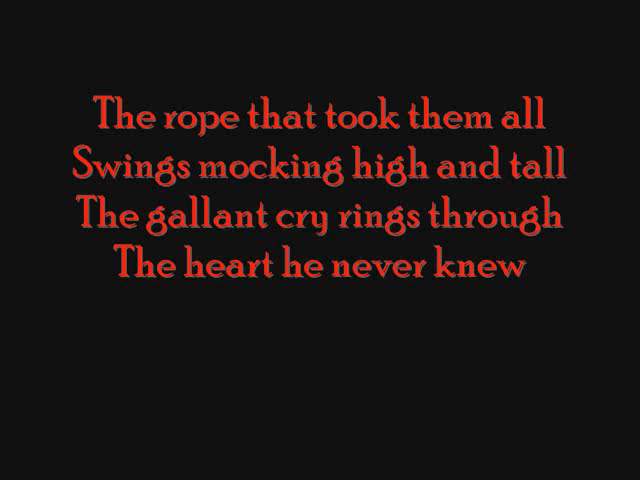 The rope that took them all
Swings mocking high and tall
The gallant cry rings through
The heart he never knew